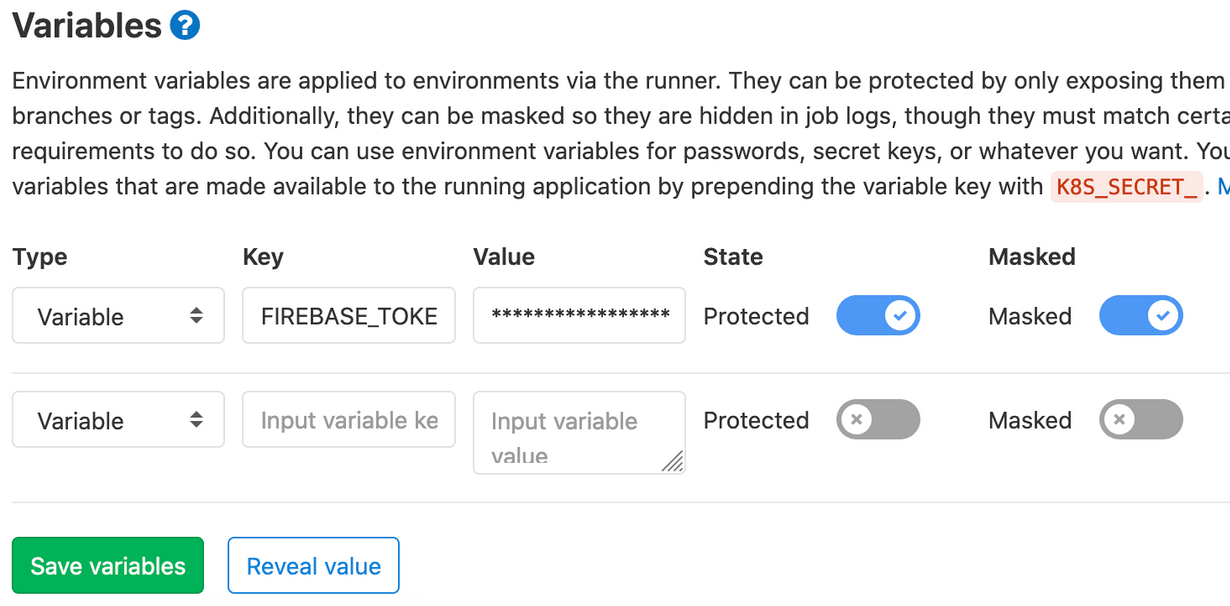 Variables ?
Environment variables are applied to environments via the runner. They can be protected by only exposing them
branches or tags. Additionally, they can be masked so they are hidden in job logs, though they must match certa
requirements to do so. You can use environment variables for passwords, secret keys, or whatever you want. You
variables that are made available to the running application by prepending the variable key with K8S_SECRET_ . M
Type Key Value State Masked
Variable FIREBASE_TOKE ***************** Protected Masked
Variable Input variable ke Input variable Protected Masked
value
Save variables Reveal value